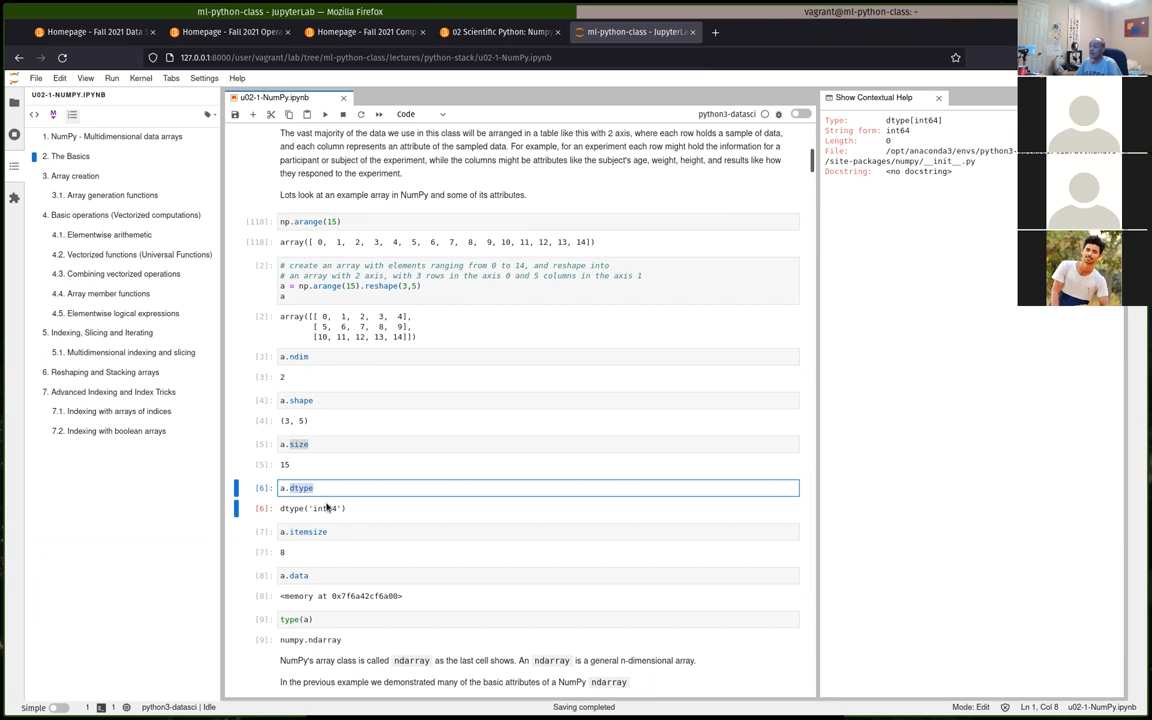 ml-python-class - JupyterLab — Mozilla Firefox
vagrant@ml-python-class: ~
Homepage - Fall 2021 Data S
Homepage - Fall 2021 Opera
Homepage - Fall 2021 Comp
02 Scientific Python: Numpy
ml-python-class - JupyterL
127.0.0.1:8000/user/vagrant/lab/tree/ml-python-class/lectures/python-stack/u02-1-NumPy.ipynb
File Edit View Run Kernel Tabs Settings Help
U02-1-NUMPY.IPYNB
1. NumPy - Multidimensional data arrays
2. The Basics
3. Array creation
3.1. Array generation functions
4. Basic operations (Vectorized computations)
4.1. Elementwise arithemetic
4.2. Vectorized functions (Universal Functions)
4.3. Combining vectorized operations
4.4. Array member functions
4.5. Elementwise logical expressions
5. Indexing, Slicing and Iterating
5.1. Multidimensional indexing and slicing
6. Reshaping and Stacking arrays
7. Advanced Indexing and Index Tricks
7.1. Indexing with arrays of indices
7.2. Indexing with boolean arrays
u02-1-NumPy.ipynb
Code
python3-datasci
The vast majority of the data we use in this class will be arranged in a table like this with 2 axis, where each row holds a sample of data,
and each column represents an attribute of the sampled data. For example, for an experiment each row might hold the information for a
participant or subject of the experiment, while the columns might be attributes like the subject's age, weight, height, and results like how
they responed to the experiment.
Lots look at an example array in NumPy and some of its attributes.
[118]: np.arange(15)
[118]: array([ 0, 1, 2, 3, 4, 5, 6, 7, 8, 9, 10, 11, 12, 13, 14])
[2]: # create an array with elements ranging from 0 to 14, and reshape into
# an array with 2 axis, with 3 rows in the axis 0 and 5 columns in the axis 1
a = np.arange(15).reshape(3,5)
a
[2]: array([[ 0, 1, 2, 3, 4],
[ 5, 6, 7, 8, 9],
[10, 11, 12, 13, 14]])
[3]: a.ndim
[3]: 2
[4]: a.shape
[4]: (3, 5)
[5]: a.size
[5]: 15
[6]: a.dtype
[6]: dtype('int64')
[7]: a.itemsize
[7]: 8
[8]: a.data
[8]: <memory at 0x7f6a42cf6a00>
[9]: type(a)
[9]: numpy.ndarray
NumPy's array class is called ndarray as the last cell shows. An ndarray is a general n-dimensional array.
In the previous example we demonstrated many of the basic attributes of a NumPy ndarray
Show Contextual Help
Type: dtype[int64]
String form: int64
Length: 0
File: /opt/anaconda3/envs/python3-
/site-packages/numpy/__init__.py
Docstring: <no docstring>
Simple 1 1 python3-datasci | Idle
Saving completed
Mode: Edit Ln 1, Col 8 u02-1-NumPy.ipynb